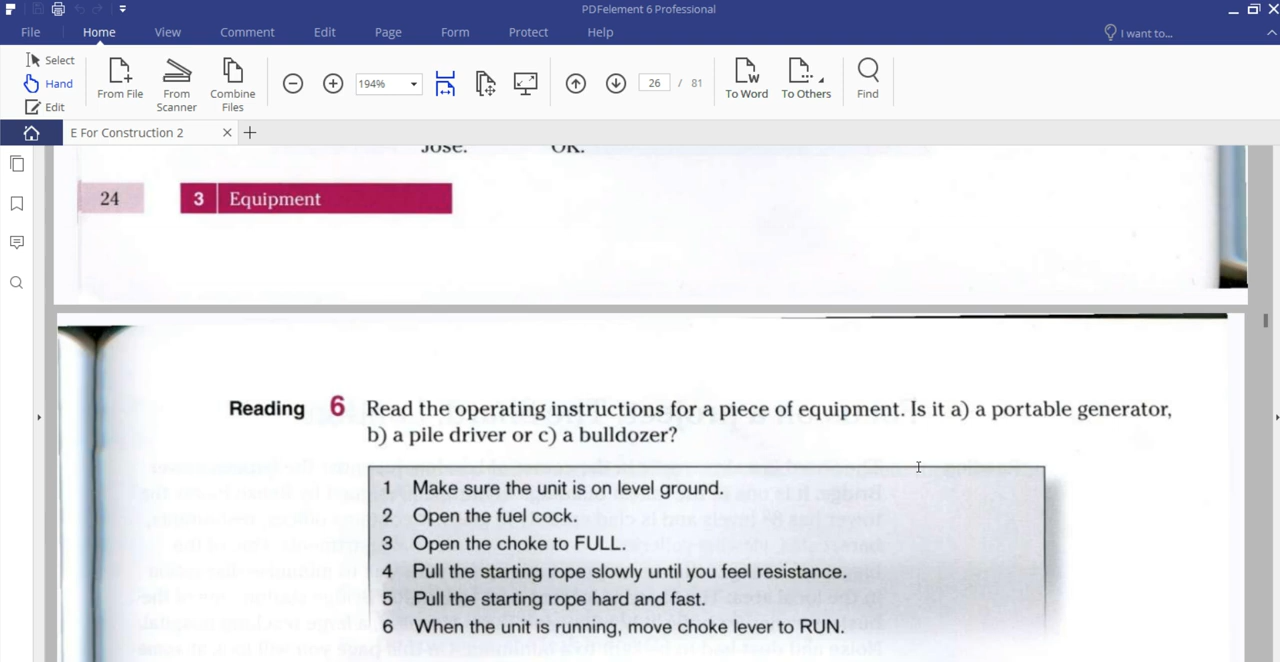 PDFelement 6 Professional
File Home View Comment Edit Page Form Protect Help I want to...
Select
Hand
Edit
From File
From Scanner
Combine Files
194%
26 / 81
To Word
To Others
Find
E For Construction 2
Jose. OK.
24 3 Equipment
Reading 6 Read the operating instructions for a piece of equipment. Is it a) a portable generator,
b) a pile driver or c) a bulldozer?
1 Make sure the unit is on level ground.
2 Open the fuel cock.
3 Open the choke to FULL.
4 Pull the starting rope slowly until you feel resistance.
5 Pull the starting rope hard and fast.
6 When the unit is running, move choke lever to RUN.